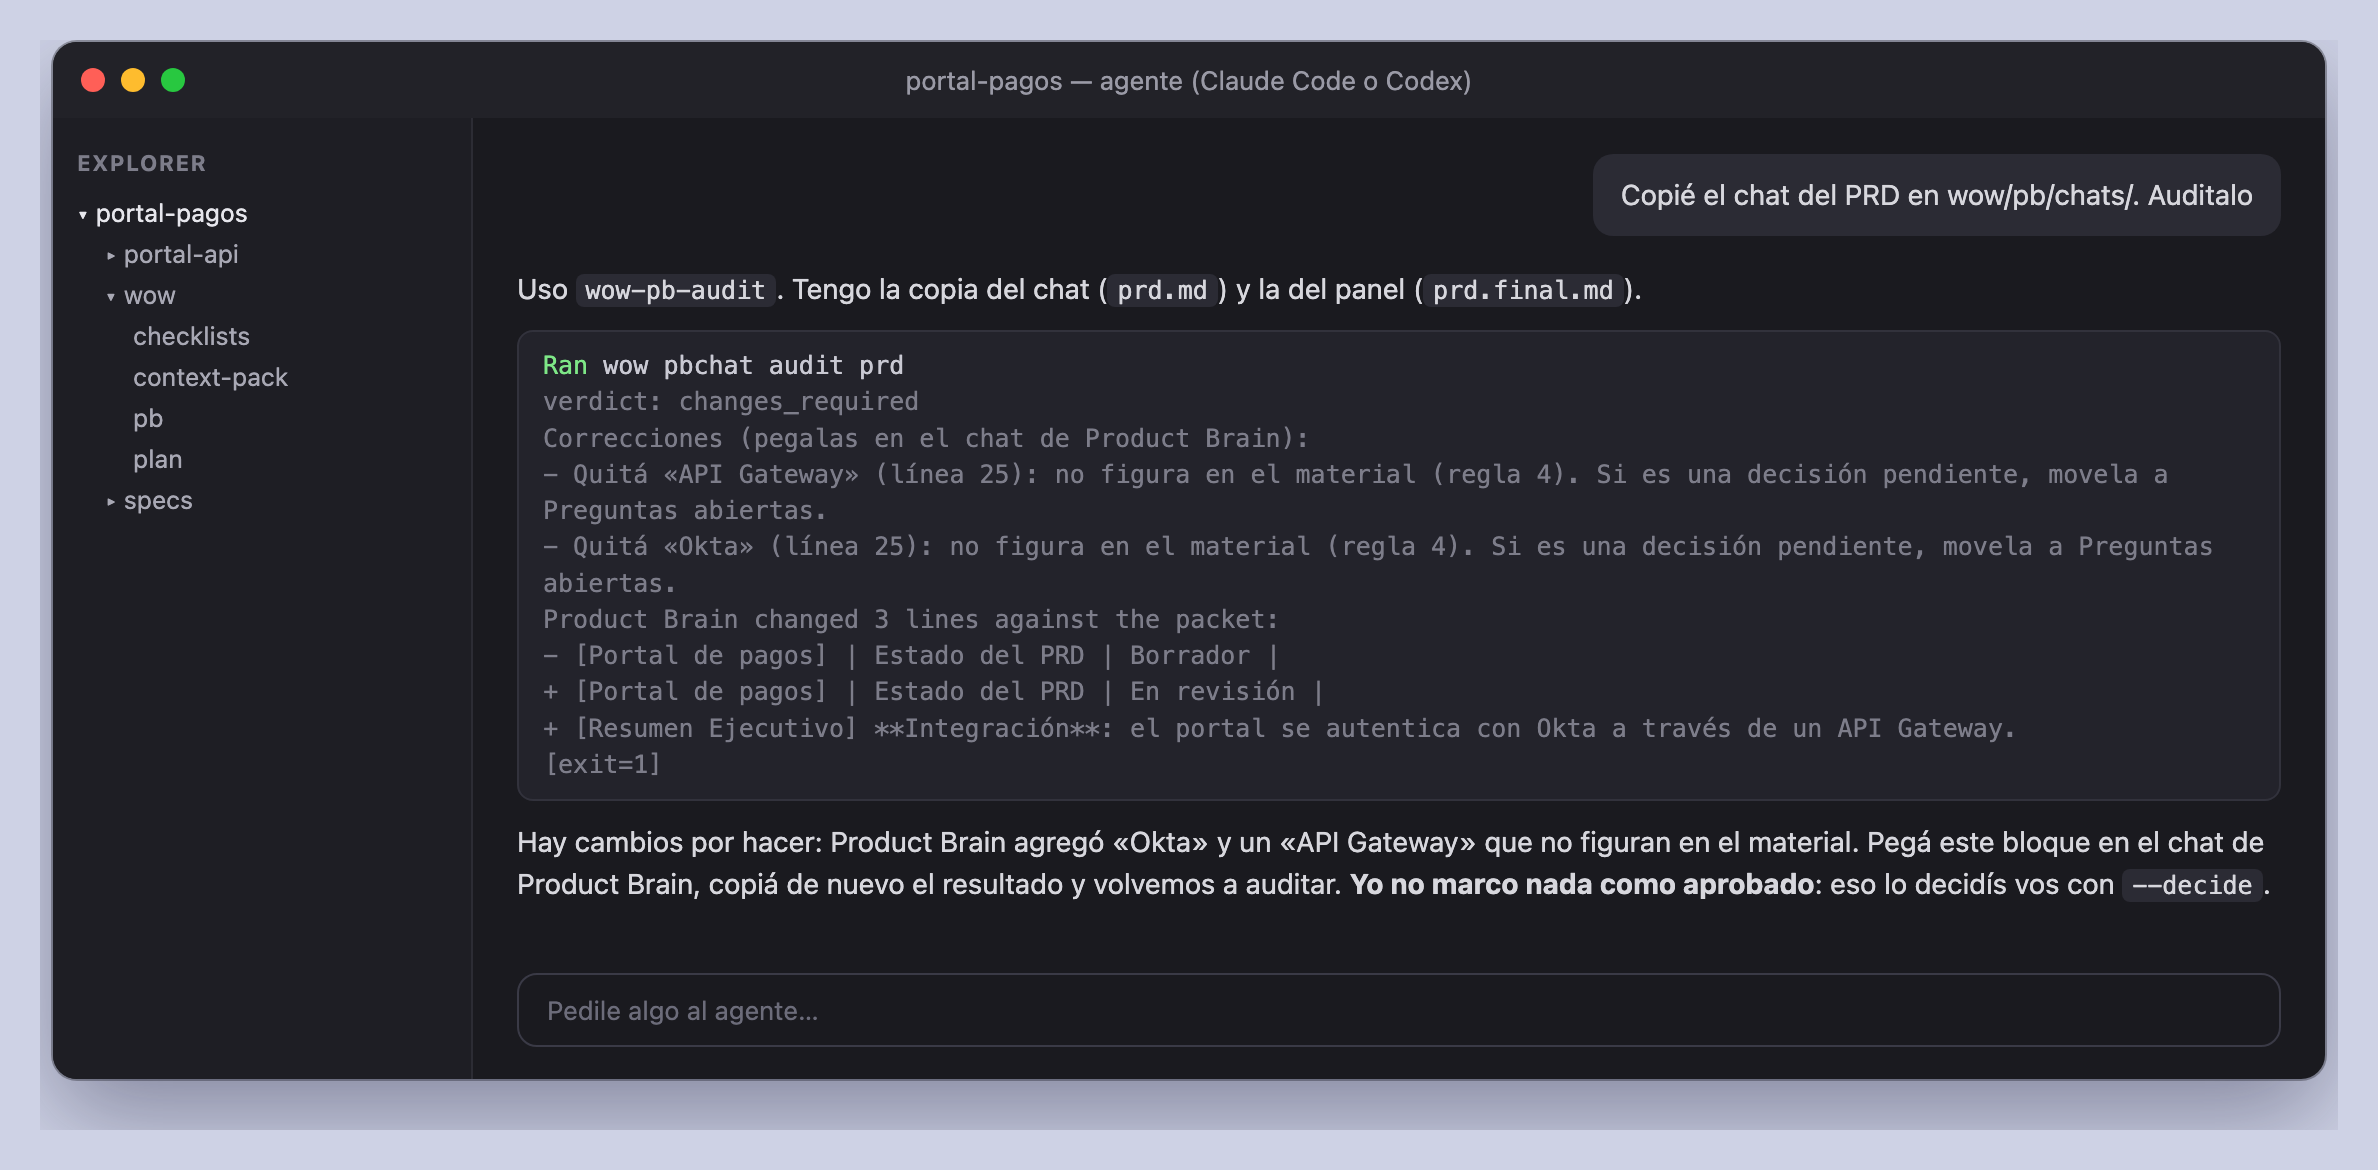 portal-pagos — agente (Claude Code o Codex)
EXPLORER
portal-pagos
portal-api
wow
checklists
context-pack
pb
plan
specs
Copié el chat del PRD en wow/pb/chats/. Auditalo
Uso wow-pb-audit. Tengo la copia del chat (prd.md) y la del panel (prd.final.md).
Ran wow pbchat audit prd
verdict: changes_required
Correcciones (pegalas en el chat de Product Brain):
– Quitá «API Gateway» (línea 25): no figura en el material (regla 4). Si es una decisión pendiente, movela a
Preguntas abiertas.
– Quitá «Okta» (línea 25): no figura en el material (regla 4). Si es una decisión pendiente, movela a Preguntas
abiertas.
Product Brain changed 3 lines against the packet:
– [Portal de pagos] | Estado del PRD | Borrador |
+ [Portal de pagos] | Estado del PRD | En revisión |
+ [Resumen Ejecutivo] **Integración**: el portal se autentica con Okta a través de un API Gateway.
[exit=1]
Hay cambios por hacer: Product Brain agregó «Okta» y un «API Gateway» que no figuran en el material. Pegá este bloque en el chat de
Product Brain, copiá de nuevo el resultado y volvemos a auditar. Yo no marco nada como aprobado: eso lo decidís vos con --decide.
Pedile algo al agente...